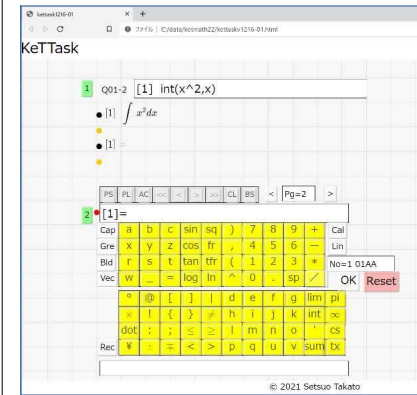 kettask1216-01 × +
ファイル | C:/data/ketmath22/kettaskv1216-01.html
KeTTask
1 Q01-2 [1] int(x^2,x)
[1] ∫ x²dx
[1] =
PS PL AC << < > >> CL BS < Pg=2 >
2 [1]=
Cap a b c sin sq ) 7 8 9 + Cal
Gre x y z cos fr , 4 5 6 − Lin
Bld r s t tan tfr ( 1 2 3 * No=1 01AA
Vec w _ = log ln ^ 0 . sp / OK Reset
° @ [ ] | d e f g lim pi
× ! { } ≠ h i j k int ∞
dot : ; ≤ ≥ l m n o ' cs
Rec ¥ ± ∓ < > p q u v sum tx
© 2021 Setsuo Takato